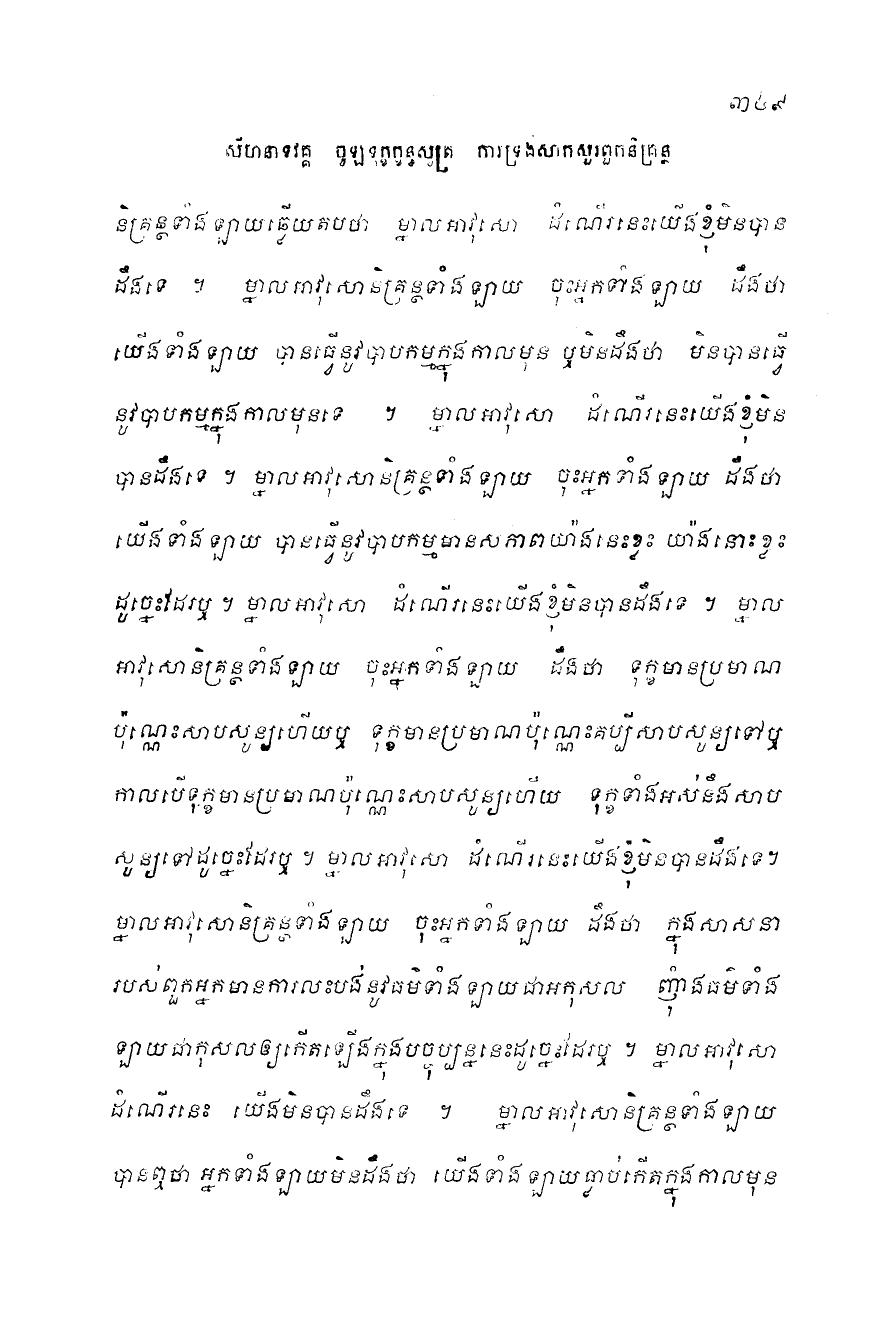 ៣៤៩
សីហនាទវគ្គ ចូឡទុក្ខក្ខន្ធសូត្រ ការទ្រង់សាកសួរពួកនិគ្រន្ថ
និគ្រន្ថទាំងឡាយឆ្លើយតបថា ម្នាលអាវុសោ ដំណើរនេះយើងខ្ញុំមិនបាន
ដឹងទេ ។ ម្នាលអាវុសោនិគ្រន្ថទាំងឡាយ ចុះអ្នកទាំងឡាយ ដឹងថា
យើងទាំងឡាយ បានធ្វើនូវបាបកម្មក្នុងកាលមុន ឬមិនដឹងថា មិនបានធ្វើ
នូវបាបកម្មក្នុងកាលមុនទេ ។ ម្នាលអាវុសោ ដំណើរនេះយើងខ្ញុំមិន
បានដឹងទេ ។ ម្នាលអាវុសោនិគ្រន្ថទាំងឡាយ ចុះអ្នកទាំងឡាយ ដឹងថា
យើងទាំងឡាយ បានធ្វើនូវបាបកម្មមានសភាពយ៉ាងនេះខ្លះ យ៉ាងនោះខ្លះ
ដូច្នេះដែរឬ ។ ម្នាលអាវុសោ ដំណើរនេះយើងខ្ញុំមិនបានដឹងទេ ។ ម្នាល
អាវុសោនិគ្រន្ថទាំងឡាយ ចុះអ្នកទាំងឡាយ ដឹងថា ទុក្ខមានប្រមាណ
ប៉ុណ្ណេះសាបសូន្យហើយឬ ទុក្ខមានប្រមាណប៉ុណ្ណេះគប្បីសាបសូន្យទៅឬ
កាលបើទុក្ខមានប្រមាណប៉ុណ្ណេះសាបសូន្យហើយ ទុក្ខទាំងអស់នឹងសាប
សូន្យទៅដូច្នេះដែរឬ ។ ម្នាលអាវុសោ ដំណើរនេះយើងខ្ញុំមិនបានដឹងទេ។
ម្នាលអាវុសោនិគ្រន្ថទាំងឡាយ ចុះអ្នកទាំងឡាយ ដឹងថា ក្នុងសាសនា
របស់ពួកអ្នកមានការលះបង់នូវធម៌ទាំងឡាយជាអកុសល ញុំាងធម៌ទាំង
ឡាយជាកុសលឲ្យកើតឡើងក្នុងបច្ចុប្បន្ននេះដូច្នេះដែរឬ ។ ម្នាលអាវុសោ
ដំណើរនេះ យើងមិនបានដឹងទេ ។ ម្នាលអាវុសោនិគ្រន្ថទាំងឡាយ
បានឮថា អ្នកទាំងឡាយមិនដឹងថា យើងទាំងឡាយធ្លាប់កើតក្នុងកាលមុន